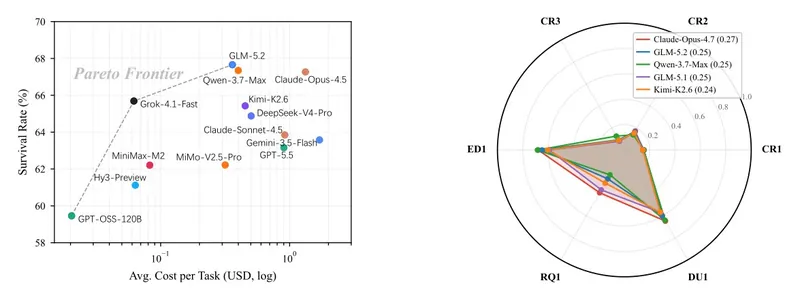 70
68
66
64
62
60
58
Survival Rate (%)
Pareto Frontier
GLM-5.2
Qwen-3.7-Max
Claude-Opus-4.5
Grok-4.1-Fast
Kimi-K2.6
DeepSeek-V4-Pro
Claude-Sonnet-4.5
Gemini-3.5-Flash
GPT-5.5
MiniMax-M2
MiMo-V2.5-Pro
Hy3-Preview
GPT-OSS-120B
10⁻¹
10⁰
Avg. Cost per Task (USD, log)
CR3
CR2
Claude-Opus-4.7 (0.27)
GLM-5.2 (0.25)
Qwen-3.7-Max (0.25)
GLM-5.1 (0.25)
Kimi-K2.6 (0.24)
1.0
0.8
0.6
0.4
0.2
ED1
CR1
RQ1
DU1